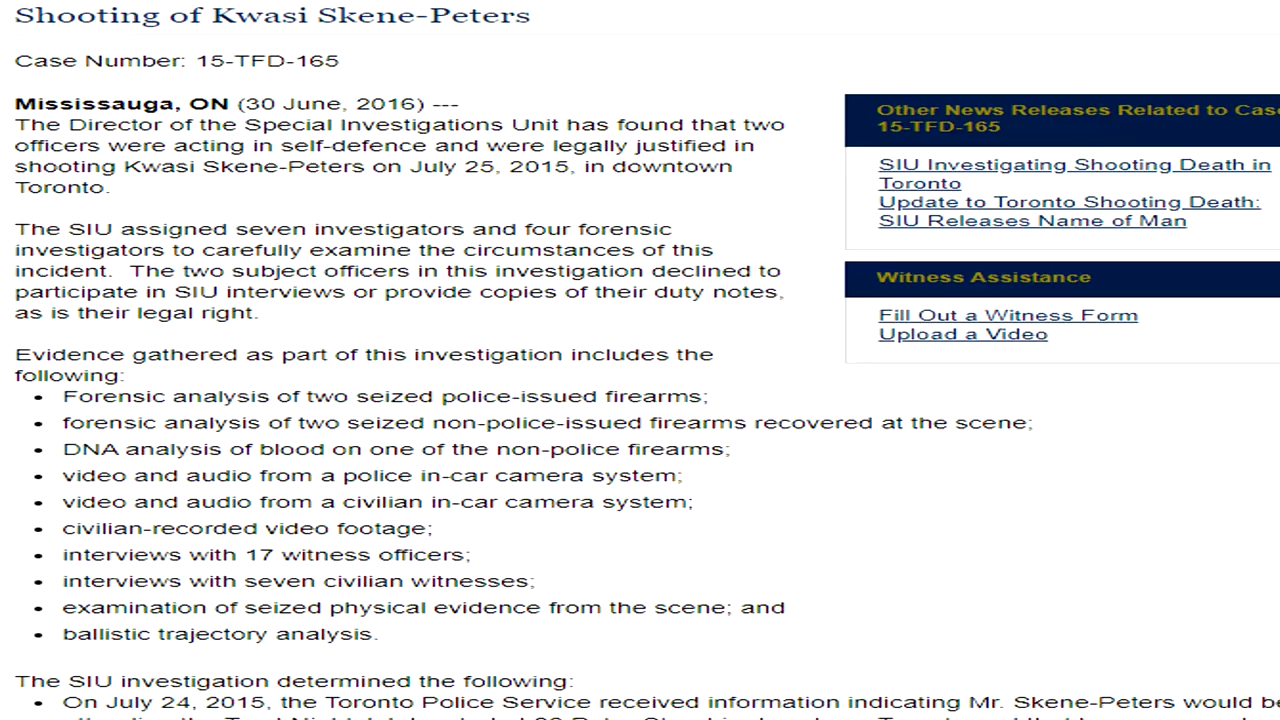 Shooting of Kwasi Skene-Peters
Case Number: 15-TFD-165
Mississauga, ON (30 June, 2016) ---
The Director of the Special Investigations Unit has found that two
officers were acting in self-defence and were legally justified in
shooting Kwasi Skene-Peters on July 25, 2015, in downtown
Toronto.
The SIU assigned seven investigators and four forensic
investigators to carefully examine the circumstances of this
incident.  The two subject officers in this investigation declined to
participate in SIU interviews or provide copies of their duty notes,
as is their legal right.
Evidence gathered as part of this investigation includes the
following:
• Forensic analysis of two seized police-issued firearms;
• forensic analysis of two seized non-police-issued firearms recovered at the scene;
• DNA analysis of blood on one of the non-police firearms;
• video and audio from a police in-car camera system;
• video and audio from a civilian in-car camera system;
• civilian-recorded video footage;
• interviews with 17 witness officers;
• interviews with seven civilian witnesses;
• examination of seized physical evidence from the scene; and
• ballistic trajectory analysis.
The SIU investigation determined the following:
• On July 24, 2015, the Toronto Police Service received information indicating Mr. Skene-Peters would be
Other News Releases Related to Case
15-TFD-165
SIU Investigating Shooting Death in
Toronto
Update to Toronto Shooting Death:
SIU Releases Name of Man
Witness Assistance
Fill Out a Witness Form
Upload a Video